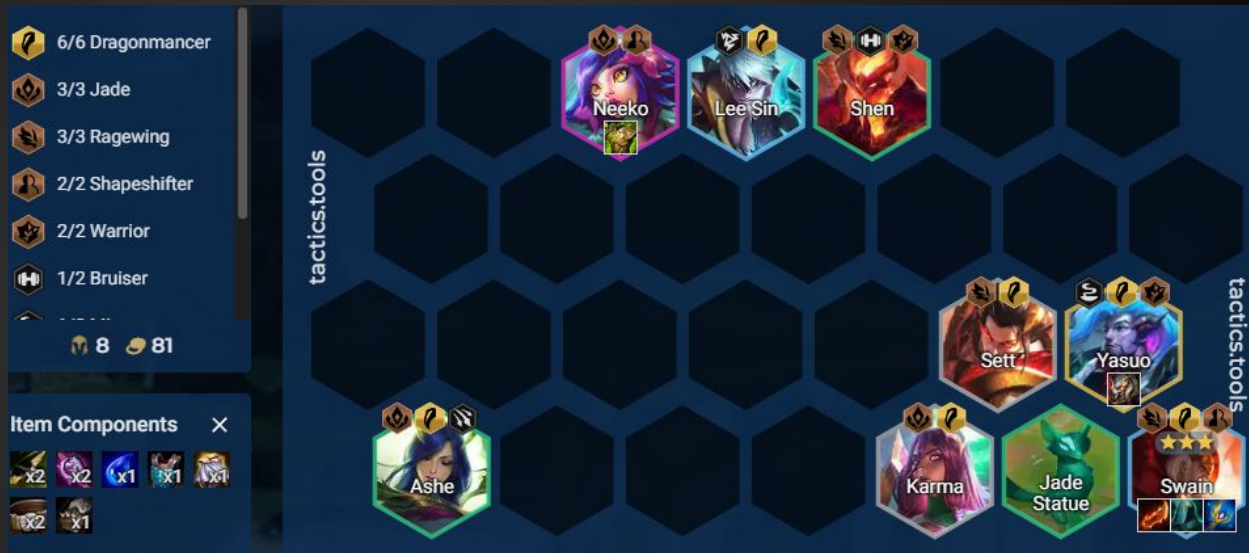 6/6 Dragonmancer
3/3 Jade
3/3 Ragewing
2/2 Shapeshifter
2/2 Warrior
1/2 Bruiser
8 81
Item Components ×
x2 x2 x1 x1 x1
x2 x1
tactics.tools
Neeko
Lee Sin
Shen
Sett
Yasuo
tactics.tools
Ashe
Karma
Jade
Statue
Swain